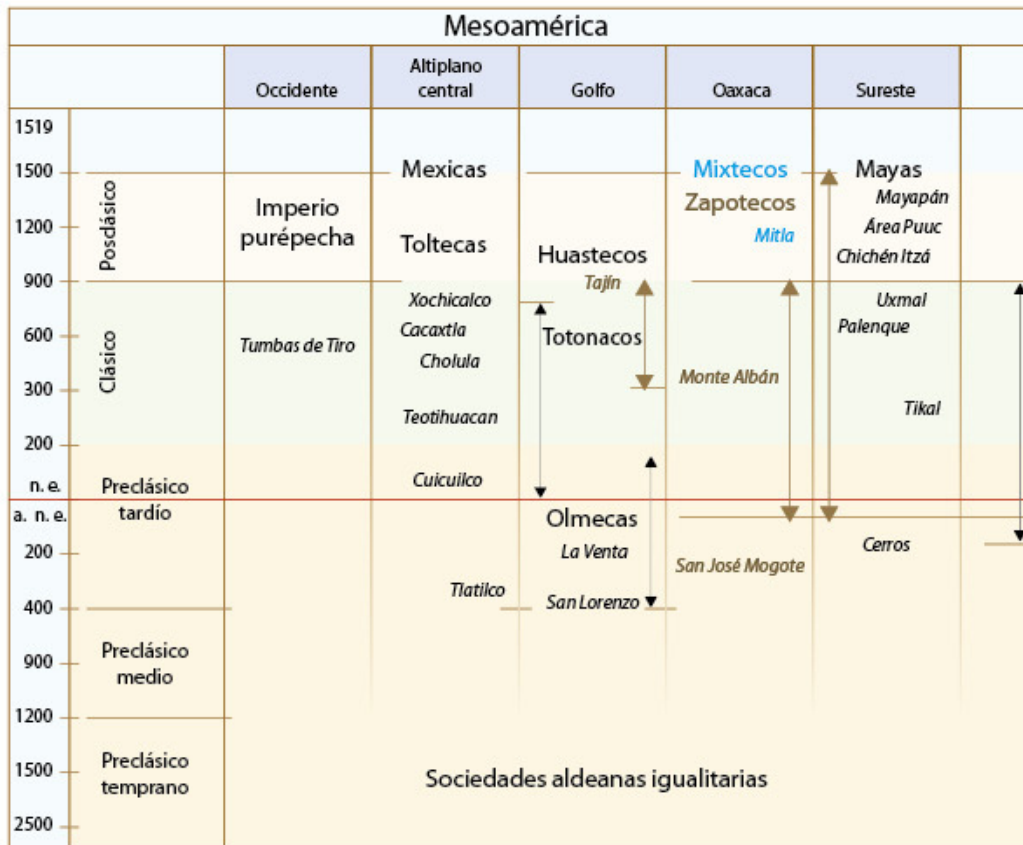 Mesoamérica
Occidente
Altiplano
central
Golfo
Oaxaca
Sureste
1519
1500
1200
900
600
300
200
n. e.
a. n. e.
200
400
900
1200
1500
2500
Posclásico
Clásico
Preclásico
tardío
Preclásico
medio
Preclásico
temprano
Imperio
purépecha
Tumbas de Tiro
Mexicas
Toltecas
Xochicalco
Cacaxtla
Cholula
Teotihuacan
Cuicuilco
Tlatilco
Huastecos
Tajín
Totonacos
Olmecas
La Venta
San Lorenzo
Mixtecos
Zapotecos
Mitla
Monte Albán
San José Mogote
Mayas
Mayapán
Área Puuc
Chichén Itzá
Uxmal
Palenque
Tikal
Cerros
Sociedades aldeanas igualitarias